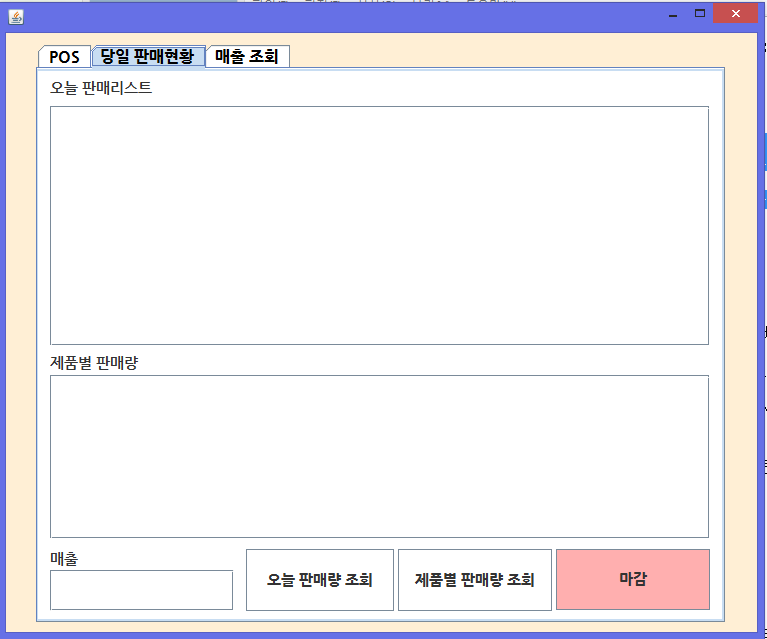 POS 당일 판매현황 매출 조회
오늘 판매리스트
제품별 판매량
매출
오늘 판매량 조회 제품별 판매량 조회 마감